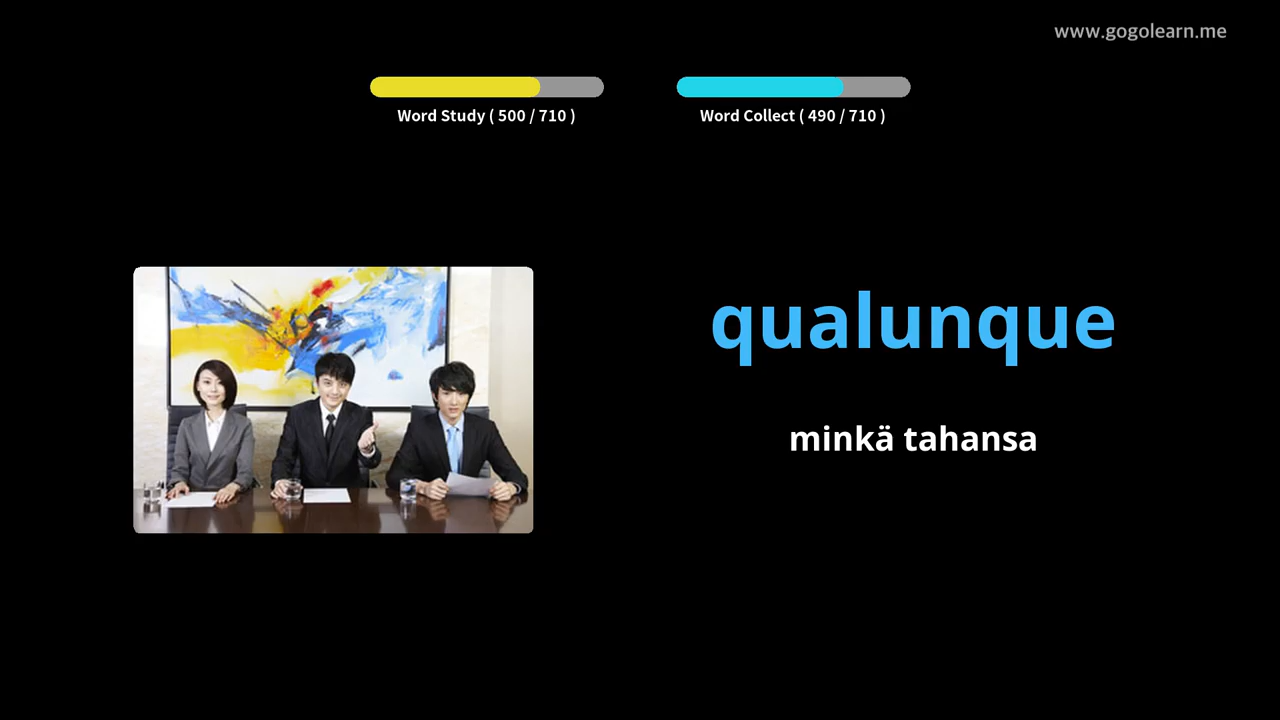 www.gogolearn.me
Word Study ( 500 / 710 )
Word Collect ( 490 / 710 )
qualunque
minkä tahansa